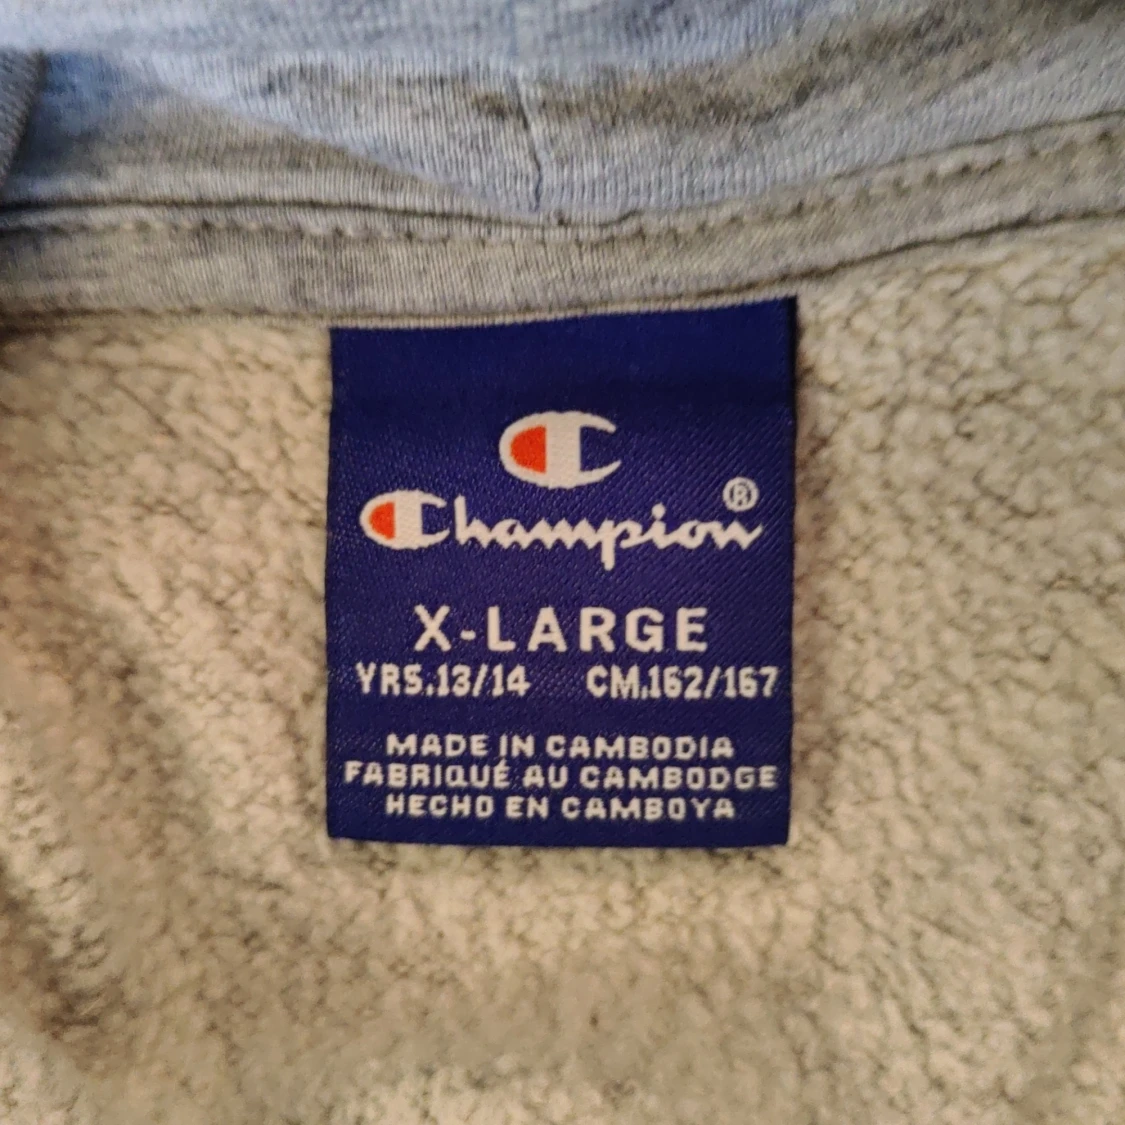 Champion®
X-LARGE
YRS.13/14 CM.162/167
MADE IN CAMBODIA
FABRIQUÉ AU CAMBODGE
HECHO EN CAMBOYA